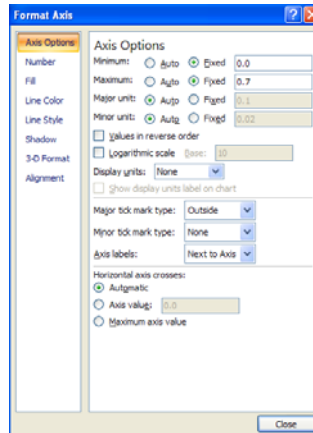 Format Axis
Axis Options
Number
Fill
Line Color
Line Style
Shadow
3-D Format
Alignment
Axis Options
Minimum: Auto Fixed 0.0
Maximum: Auto Fixed 0.7
Major unit: Auto Fixed 0.1
Minor unit: Auto Fixed 0.02
Values in reverse order
Logarithmic scale Base: 10
Display units: None
Show display units label on chart
Major tick mark type: Outside
Minor tick mark type: None
Axis labels: Next to Axis
Horizontal axis crosses:
Automatic
Axis value: 0.0
Maximum axis value
Close